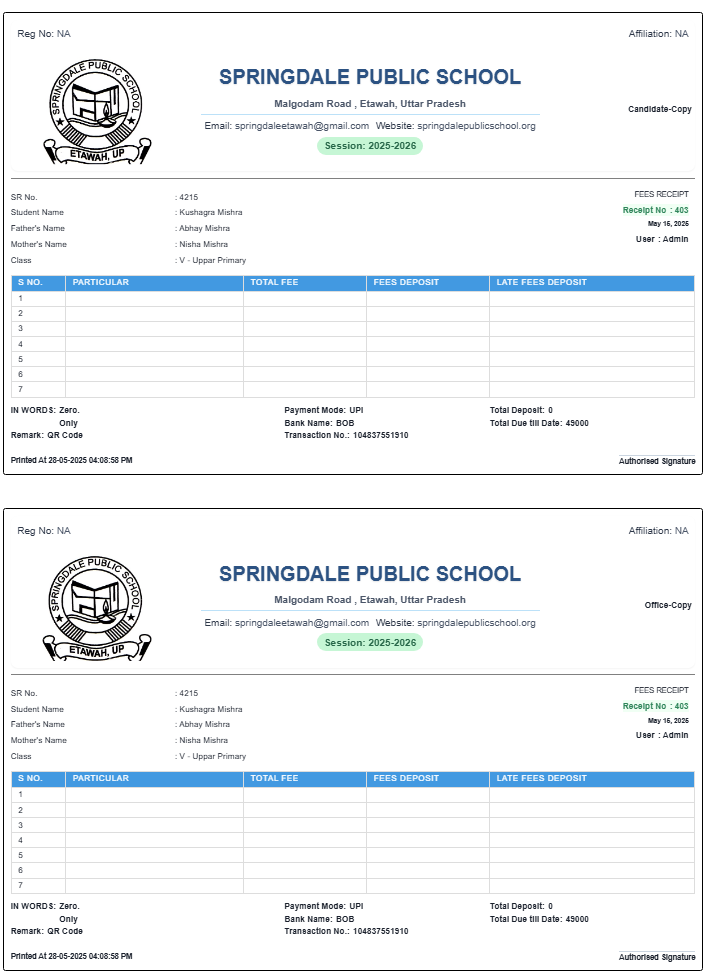 Reg No: NA Affiliation: NA
SPRINGDALE PUBLIC SCHOOL
ETAWAH, UP
SPRINGDALE PUBLIC SCHOOL
Malgodam Road , Etawah, Uttar Pradesh
Candidate-Copy
Email: springdaleetawah@gmail.com Website: springdalepublicschool.org
Session: 2025-2026
SR No. : 4215 FEES RECEIPT
Student Name : Kushagra Mishra Receipt No : 403
Father's Name : Abhay Mishra May 16, 2025
Mother's Name : Nisha Mishra User : Admin
Class : V - Uppar Primary
S NO. PARTICULAR TOTAL FEE FEES DEPOSIT LATE FEES DEPOSIT
1
2
3
4
5
6
7
IN WORDS: Zero. Payment Mode: UPI Total Deposit: 0
Only Bank Name: BOB Total Due till Date: 49000
Remark: QR Code Transaction No.: 104837551910
Printed At 28-05-2025 04:08:58 PM Authorised Signature
Reg No: NA Affiliation: NA
SPRINGDALE PUBLIC SCHOOL
ETAWAH, UP
SPRINGDALE PUBLIC SCHOOL
Malgodam Road , Etawah, Uttar Pradesh
Office-Copy
Email: springdaleetawah@gmail.com Website: springdalepublicschool.org
Session: 2025-2026
SR No. : 4215 FEES RECEIPT
Student Name : Kushagra Mishra Receipt No : 403
Father's Name : Abhay Mishra May 16, 2025
Mother's Name : Nisha Mishra User : Admin
Class : V - Uppar Primary
S NO. PARTICULAR TOTAL FEE FEES DEPOSIT LATE FEES DEPOSIT
1
2
3
4
5
6
7
IN WORDS: Zero. Payment Mode: UPI Total Deposit: 0
Only Bank Name: BOB Total Due till Date: 49000
Remark: QR Code Transaction No.: 104837551910
Printed At 28-05-2025 04:08:58 PM Authorised Signature